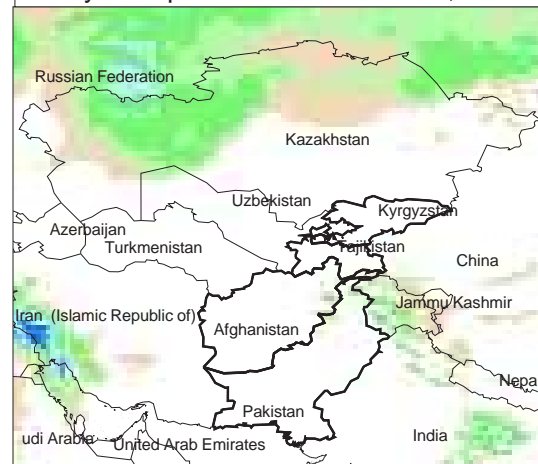 Russian Federation
Kazakhstan
Uzbekistan
Kyrgyzstan
Azerbaijan
Turkmenistan
Tajikistan
China
Jammu Kashmir
Iran (Islamic Republic of)
Afghanistan
Nepa
Pakistan
India
udi Arabia
United Arab Emirates